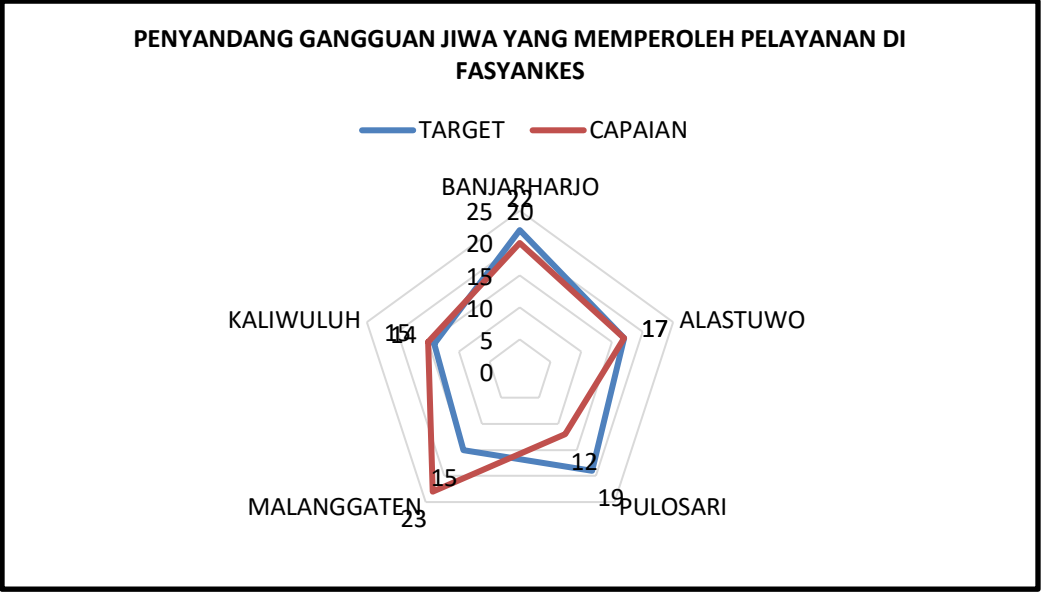 PENYANDANG GANGGUAN JIWA YANG MEMPEROLEH PELAYANAN DI
FASYANKES
TARGET CAPAIAN
BANJARHARJO
22
20
25
20
15
10
5
0
KALIWULUH
15
14
17
ALASTUWO
12
19
PULOSARI
15
MALANGGATEN
23